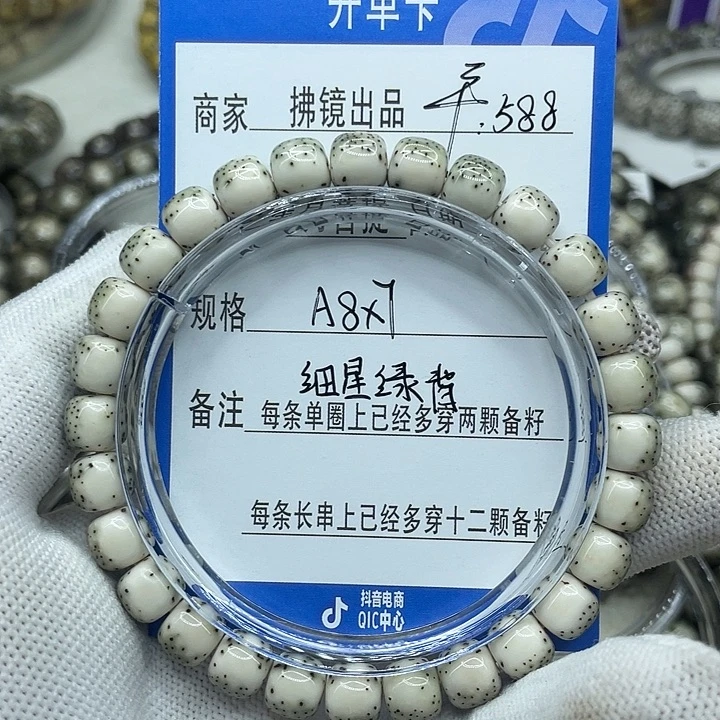 开单卡
商家 拂镜出品 .588
规格 A8x7
细星绿背
备注 每条单圈上已经多穿两颗备籽
每条长串上已经多穿十二颗备籽
抖音电商
QIC中心